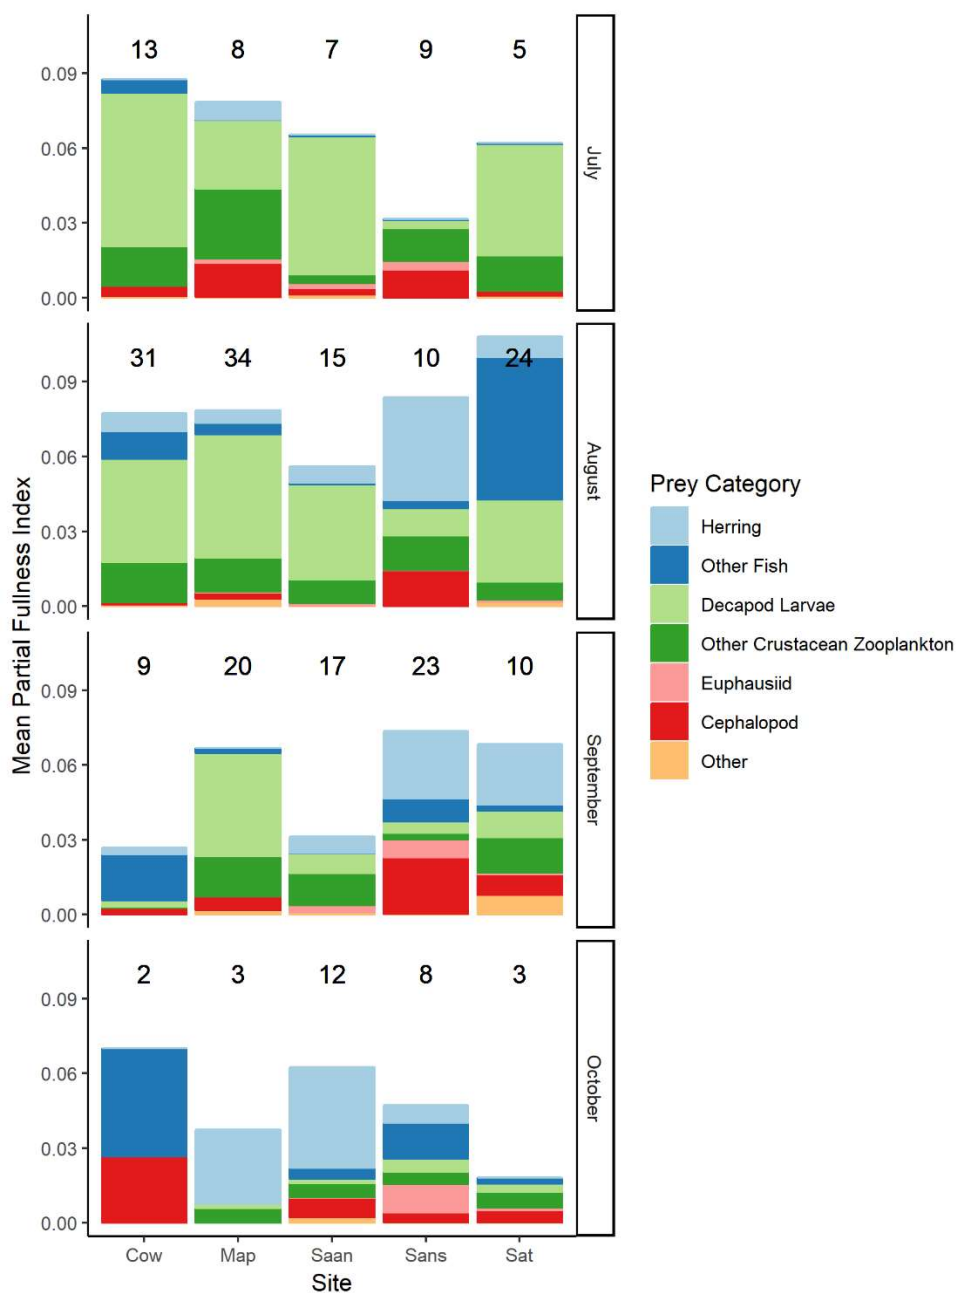 13 8 7 9 5
0.09
0.06
0.03
0.00
July
31 34 15 10 24
0.09
0.06
0.03
0.00
August
9 20 17 23 10
0.09
0.06
0.03
0.00
September
2 3 12 8 3
0.09
0.06
0.03
0.00
October
Cow Map Saan Sans Sat
Site
Mean Partial Fullness Index
Prey Category
Herring
Other Fish
Decapod Larvae
Other Crustacean Zooplankton
Euphausiid
Cephalopod
Other